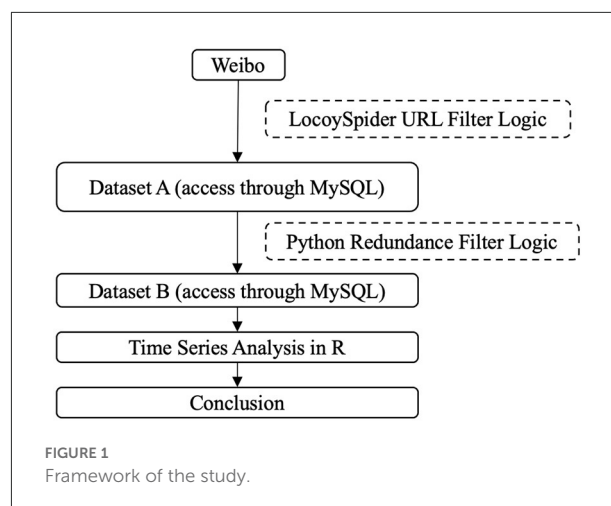 Weibo
LocoySpider URL Filter Logic
Dataset A (access through MySQL)
Python Redundance Filter Logic
Dataset B (access through MySQL)
Time Series Analysis in R
Conclusion
FIGURE 1
Framework of the study.